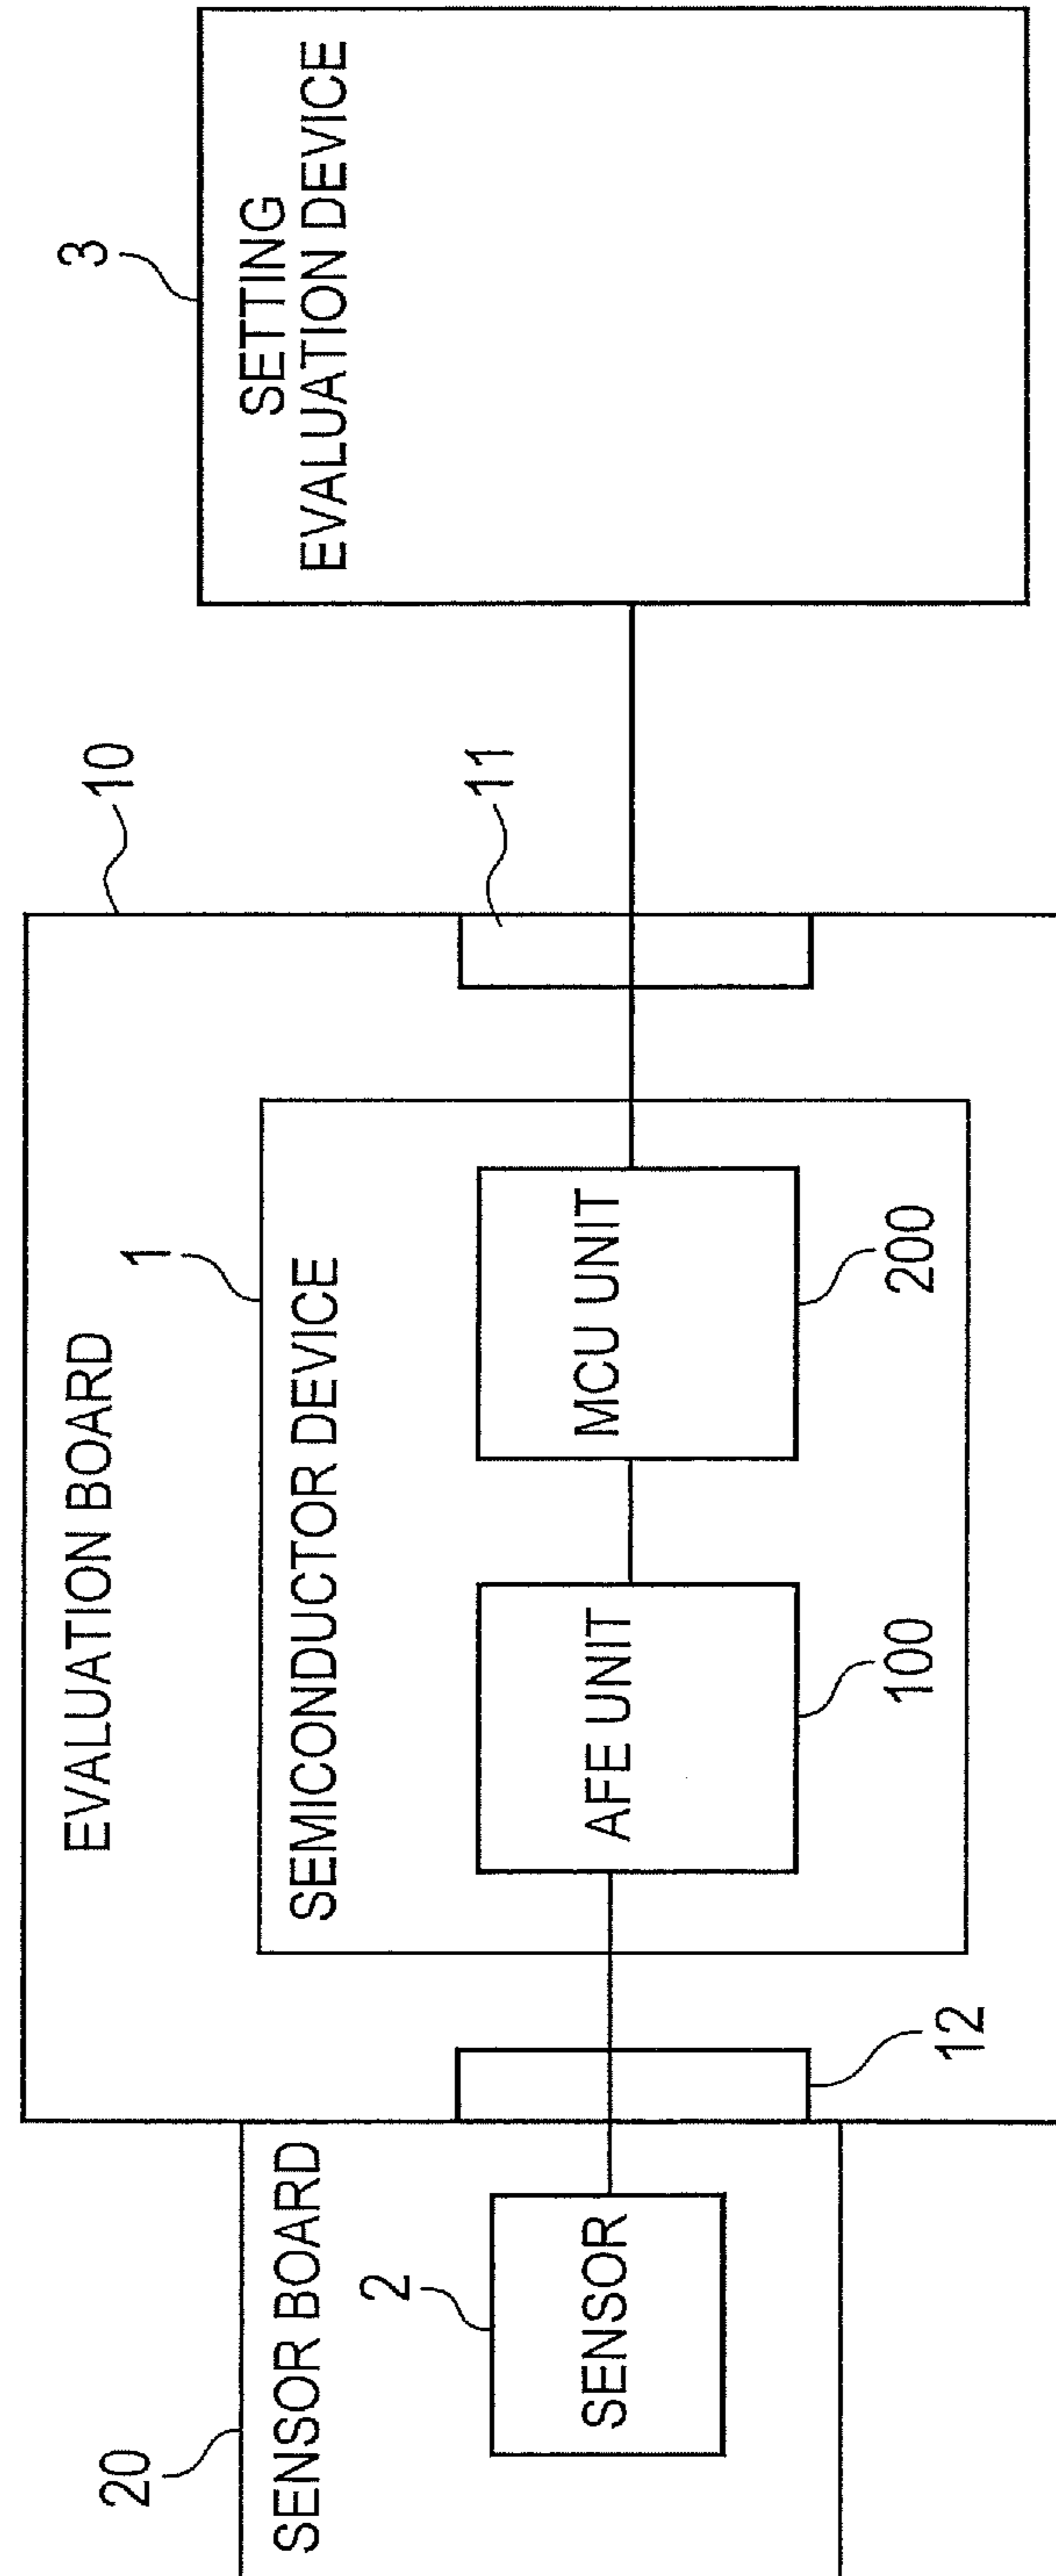 20
SENSOR BOARD
2
SENSOR
12
EVALUATION BOARD
10
11
1
SEMICONDUCTOR DEVICE
AFE UNIT
100
MCU UNIT
200
3
SETTING
EVALUATION DEVICE